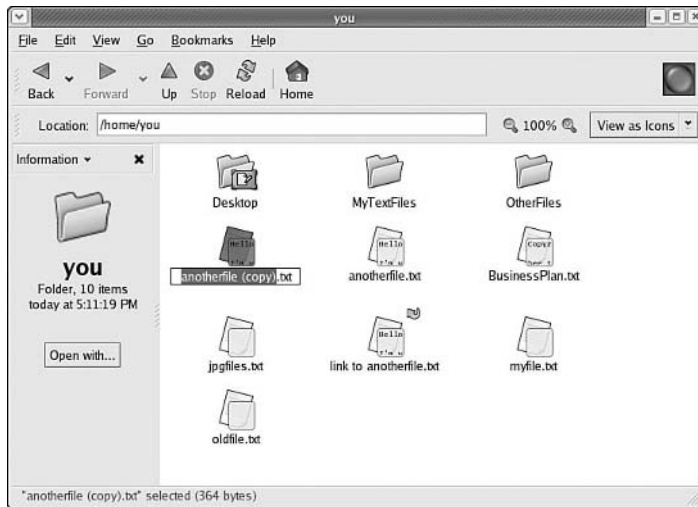 you
File Edit View Go Bookmarks Help
Back Forward Up Stop Reload Home
Location: /home/you 100% View as Icons
Information
you
Folder, 10 items
today at 5:11:19 PM
Open with...
Desktop MyTextFiles OtherFiles
Hello Hello
anotherfile (copy).txt anotherfile.txt BusinessPlan.txt
Hello
jpgfiles.txt link to anotherfile.txt myfile.txt
oldfile.txt
"anotherfile (copy).txt" selected (364 bytes)